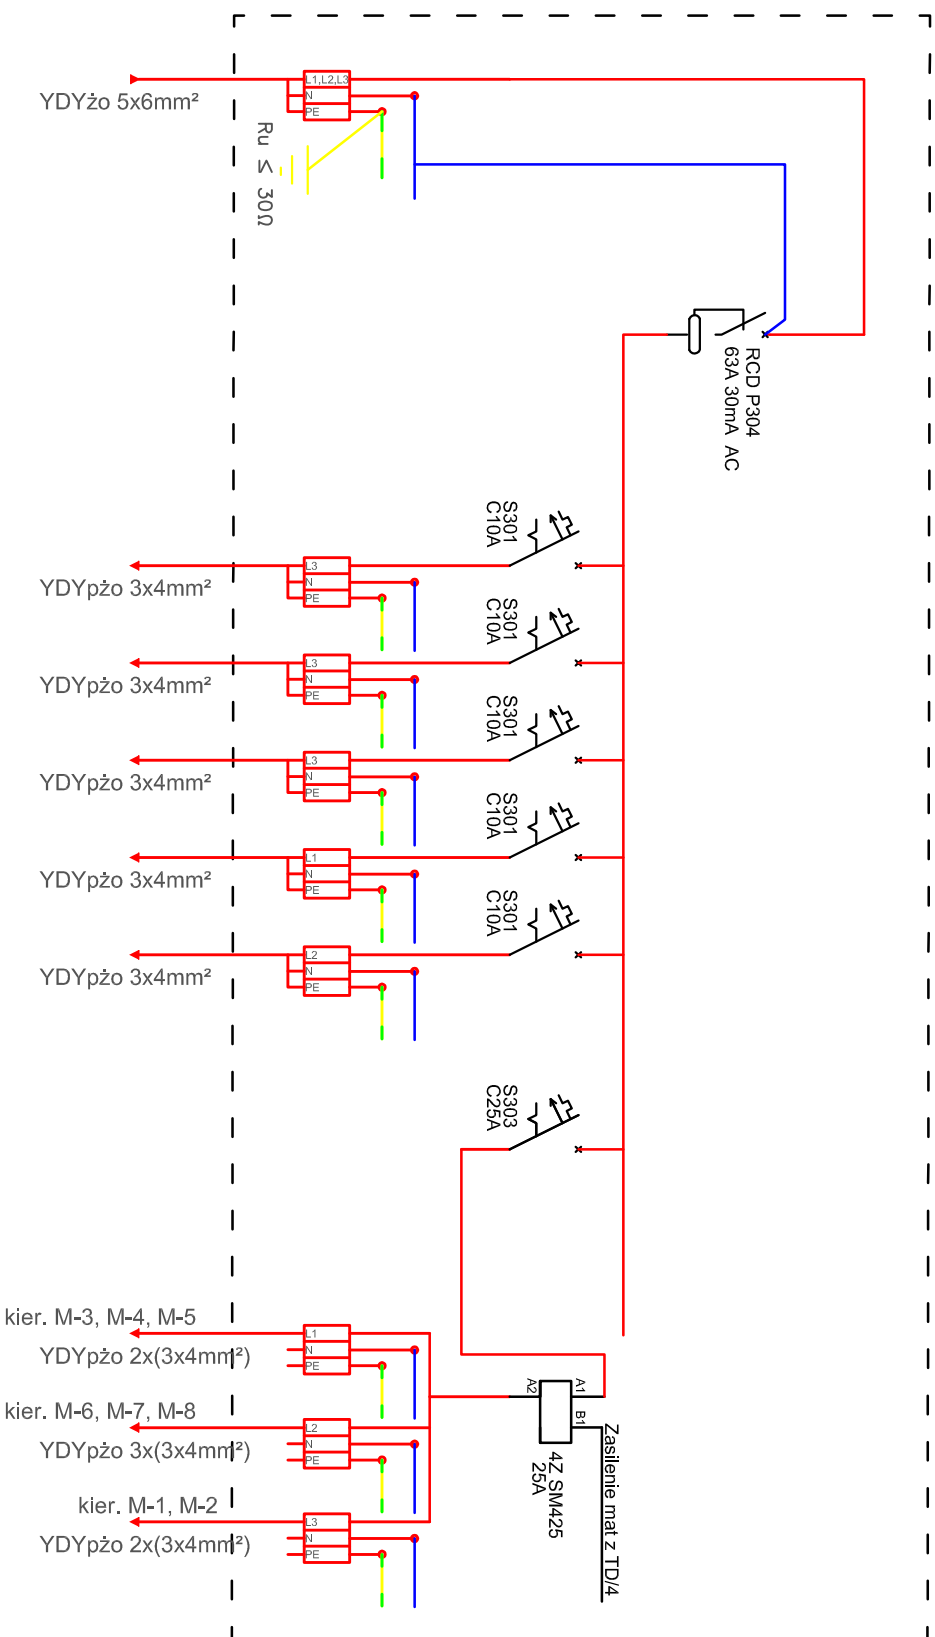 L1,L2,L3
N
PE
YDYżo 5x6mm²
Ru ≤ 30Ω
RCD P304
63A 30mA AC
S301
C10A
L3
N
PE
YDYpżo 3x4mm²
S301
C10A
L3
N
PE
YDYpżo 3x4mm²
S301
C10A
L3
N
PE
YDYpżo 3x4mm²
S301
C10A
L1
N
PE
YDYpżo 3x4mm²
S301
C10A
L2
N
PE
YDYpżo 3x4mm²
S303
C25A
kier. M-3, M-4, M-5
L1
N
PE
YDYpżo 2x(3x4mm²)
A2
A1
B1
4Z SM425
25A
Zasilenie mat z TD/4
kier. M-6, M-7, M-8
L2
N
PE
YDYpżo 3x(3x4mm²)
kier. M-1, M-2
L3
N
PE
YDYpżo 2x(3x4mm²)